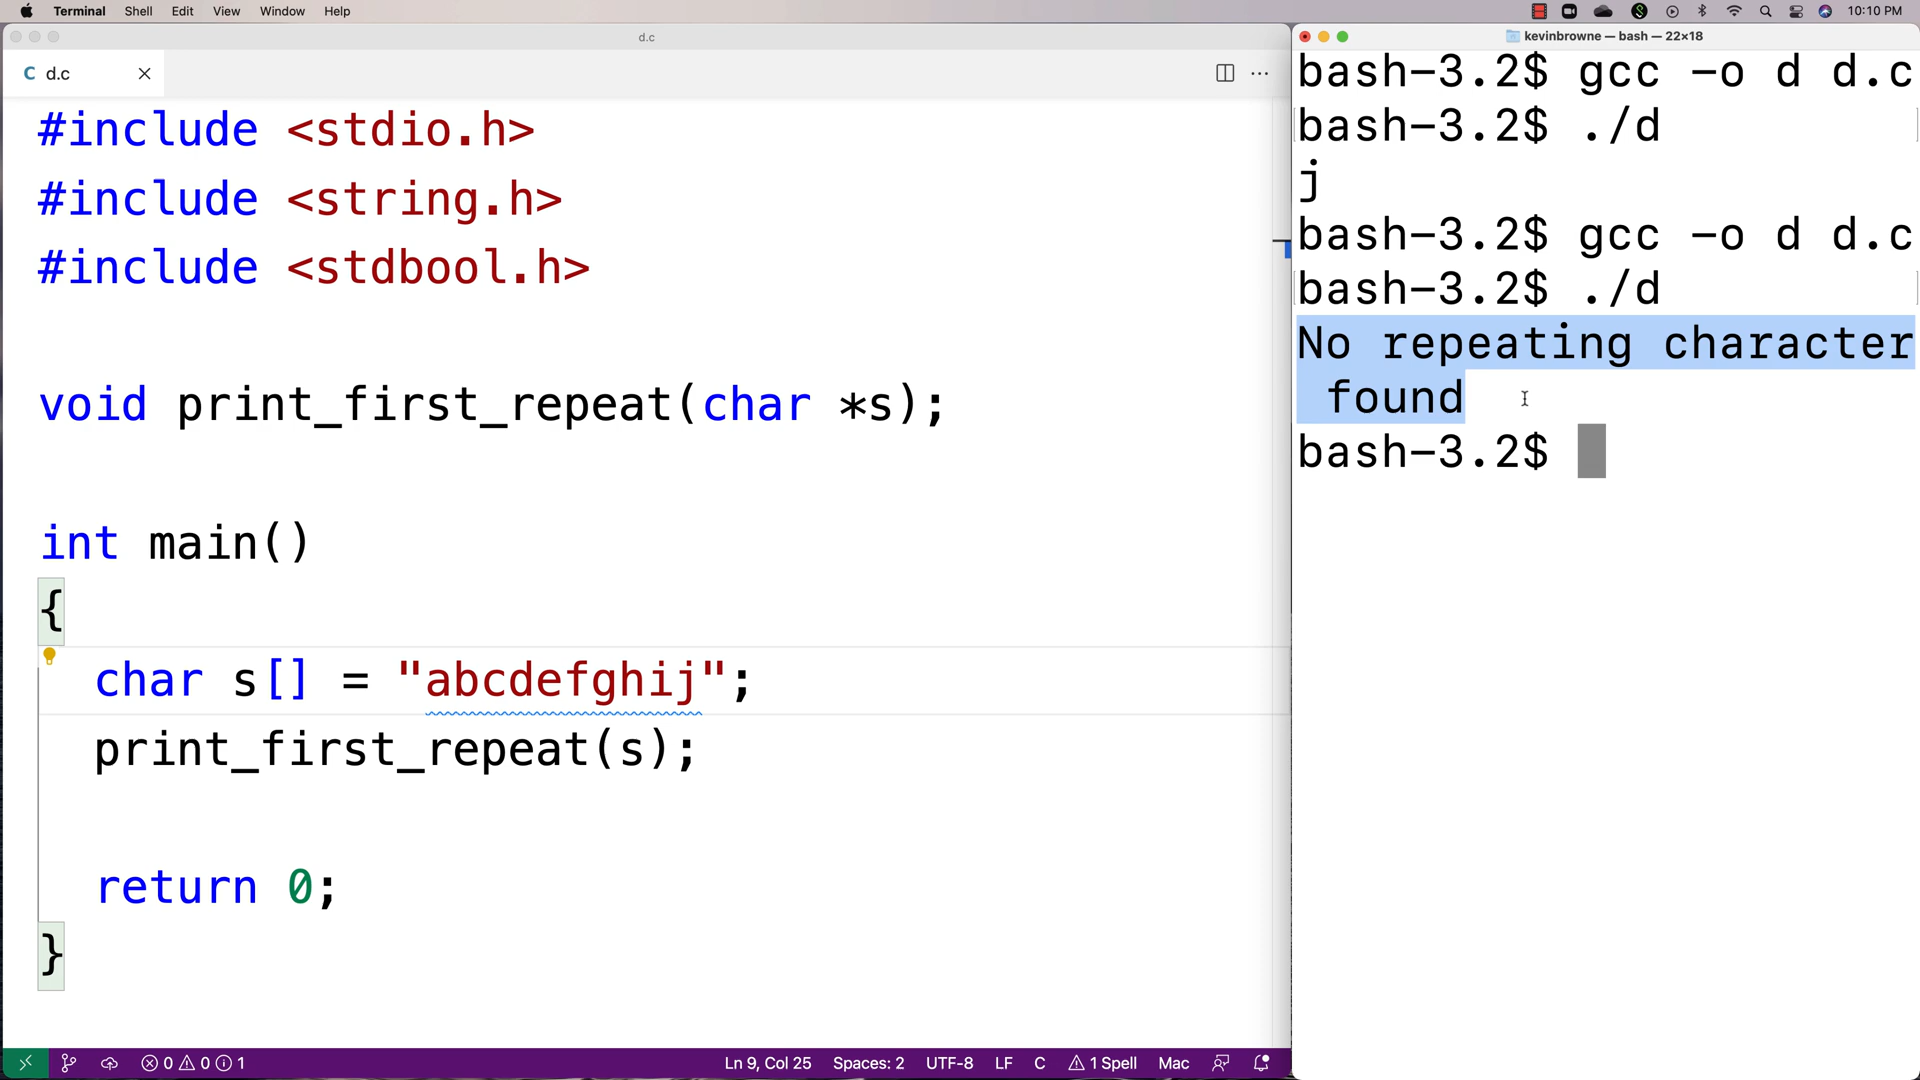 Terminal Shell Edit View Window Help 10:10 PM
d.c
C d.c
#include <stdio.h>
#include <string.h>
#include <stdbool.h>
void print_first_repeat(char *s);
int main()
{
char s[] = "abcdefghij";
print_first_repeat(s);
return 0;
}
0 0 1 Ln 9, Col 25 Spaces: 2 UTF-8 LF C 1 Spell Mac
kevinbrowne — bash — 22×18
bash-3.2$ gcc -o d d.c
bash-3.2$ ./d
j
bash-3.2$ gcc -o d d.c
bash-3.2$ ./d
No repeating character
found
bash-3.2$